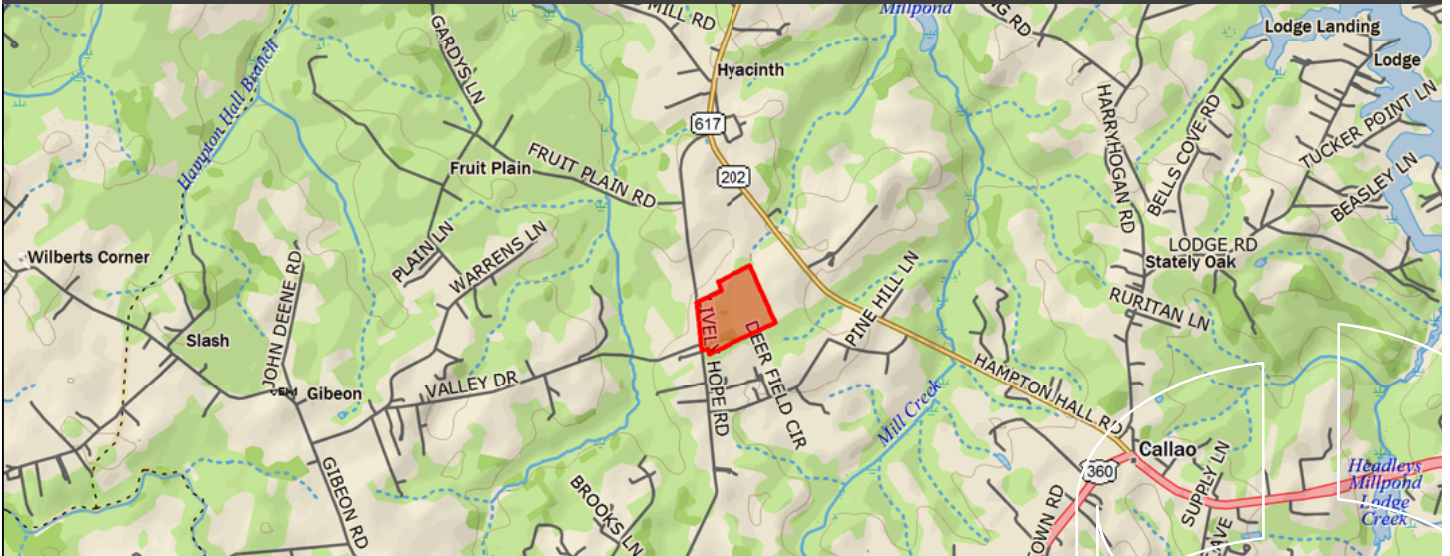 MILL RD
Millpond
Lodge Landing
Lodge
GARDYS LN
Hyacinth
Hampton Hall Branch
HARRYHOGAN RD
BELLS COVE RD
TUCKER POINT LN
617
Fruit Plain
FRUIT PLAIN RD
202
BEASLEY LN
PLAIN LN
WARRENS LN
LODGE RD
Stately Oak
Wilberts Corner
JOHN DEENE RD
PINE HILL LN
RURITAN LN
Slash
LIVELY HOPE RD
DEER FIELD CIR
Gibeon
VALLEY DR
HAMPTON HALL RD
Mill Creek
Callao
360
SUPPLY LN
Headleys
Millpond
Lodge
Creek
GIBEON RD
BROOKS LN